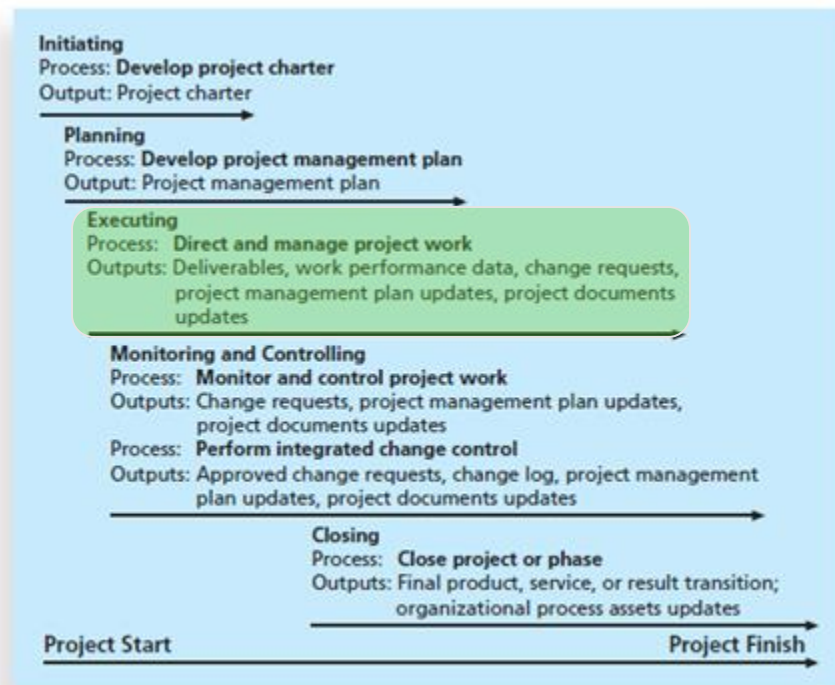 Initiating
Process: Develop project charter
Output: Project charter
Planning
Process: Develop project management plan
Output: Project management plan
Executing
Process: Direct and manage project work
Outputs: Deliverables, work performance data, change requests,
project management plan updates, project documents
updates
Monitoring and Controlling
Process: Monitor and control project work
Outputs: Change requests, project management plan updates,
project documents updates
Process: Perform integrated change control
Outputs: Approved change requests, change log, project management
plan updates, project documents updates
Closing
Process: Close project or phase
Outputs: Final product, service, or result transition;
organizational process assets updates
Project Start Project Finish